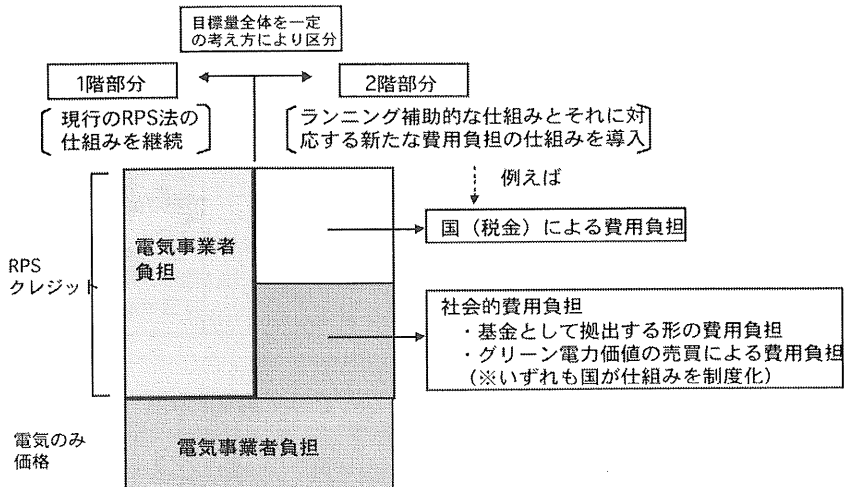 目標量全体を一定
の考え方により区分
1階部分
2階部分
現行のRPS法の
仕組みを継続
ランニング補助的な仕組みとそれに対
応する新たな費用負担の仕組みを導入
例えば
RPS
クレジット
電気事業者
負担
国（税金）による費用負担
社会的費用負担
・基金として拠出する形の費用負担
・グリーン電力価値の売買による費用負担
（※いずれも国が仕組みを制度化）
電気のみ
価格
電気事業者負担